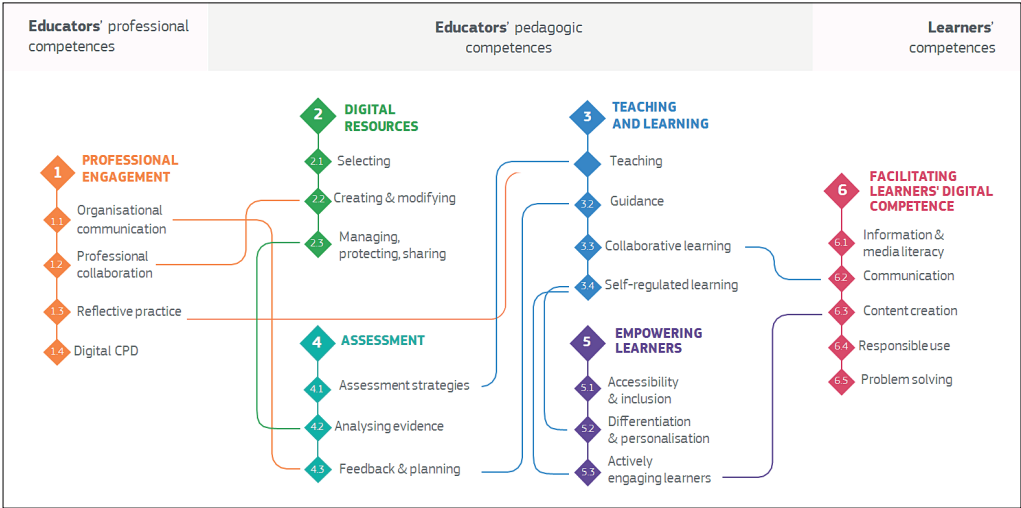 Educators' professional
competences
Educators' pedagogic
competences
Learners'
competences
1
PROFESSIONAL
ENGAGEMENT
1.1
Organisational
communication
1.2
Professional
collaboration
1.3
Reflective practice
1.4
Digital CPD
2
DIGITAL
RESOURCES
2.1
Selecting
2.2
Creating & modifying
2.3
Managing,
protecting, sharing
3
TEACHING
AND LEARNING
Teaching
3.2
Guidance
3.3
Collaborative learning
3.4
Self-regulated learning
4
ASSESSMENT
4.1
Assessment strategies
4.2
Analysing evidence
4.3
Feedback & planning
5
EMPOWERING
LEARNERS
5.1
Accessibility
& inclusion
5.2
Differentiation
& personalisation
5.3
Actively
engaging learners
6
FACILITATING
LEARNERS' DIGITAL
COMPETENCE
6.1
Information &
media literacy
6.2
Communication
6.3
Content creation
6.4
Responsible use
6.5
Problem solving